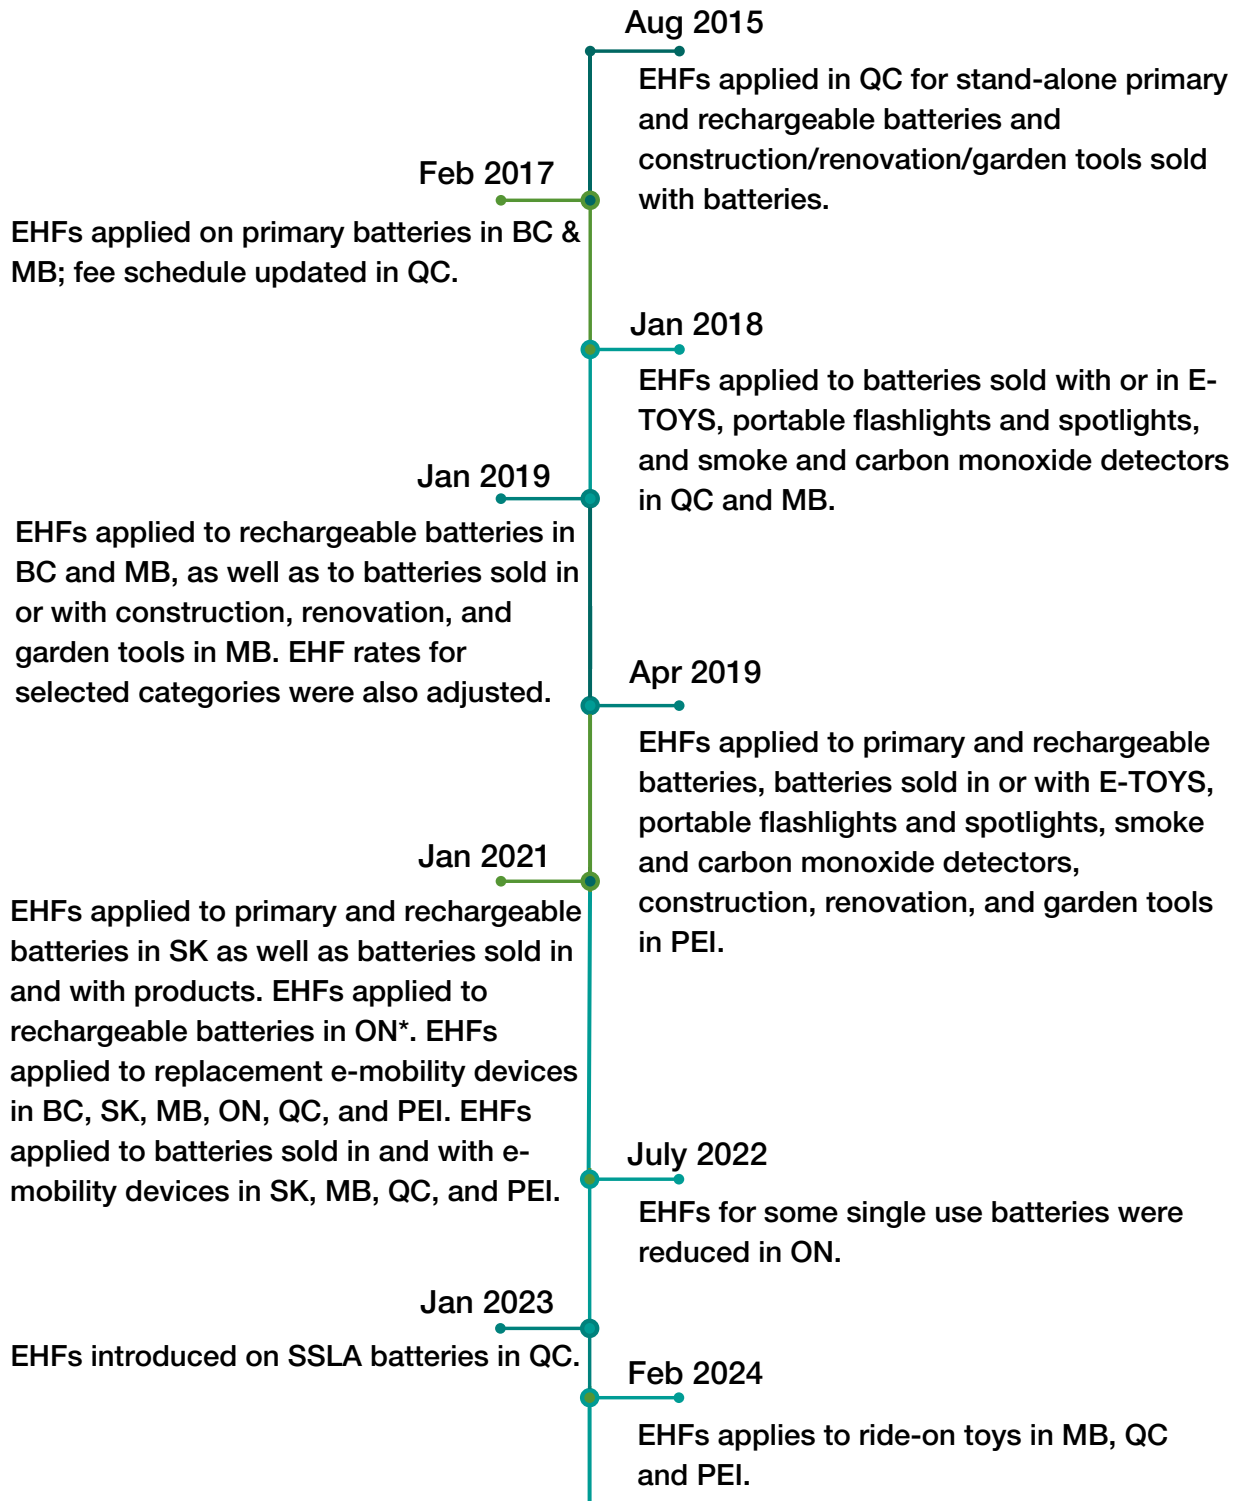 Aug 2015
EHFs applied in QC for stand-alone primary
and rechargeable batteries and
construction/renovation/garden tools sold
with batteries.
Feb 2017
EHFs applied on primary batteries in BC &
MB; fee schedule updated in QC.
Jan 2018
EHFs applied to batteries sold with or in E-
TOYS, portable flashlights and spotlights,
and smoke and carbon monoxide detectors
in QC and MB.
Jan 2019
EHFs applied to rechargeable batteries in
BC and MB, as well as to batteries sold in
or with construction, renovation, and
garden tools in MB. EHF rates for
selected categories were also adjusted.
Apr 2019
EHFs applied to primary and rechargeable
batteries, batteries sold in or with E-TOYS,
portable flashlights and spotlights, smoke
and carbon monoxide detectors,
construction, renovation, and garden tools
in PEI.
Jan 2021
EHFs applied to primary and rechargeable
batteries in SK as well as batteries sold in
and with products. EHFs applied to
rechargeable batteries in ON*. EHFs
applied to replacement e-mobility devices
in BC, SK, MB, ON, QC, and PEI. EHFs
applied to batteries sold in and with e-
mobility devices in SK, MB, QC, and PEI.
July 2022
EHFs for some single use batteries were
reduced in ON.
Jan 2023
EHFs introduced on SSLA batteries in QC.
Feb 2024
EHFs applies to ride-on toys in MB, QC
and PEI.